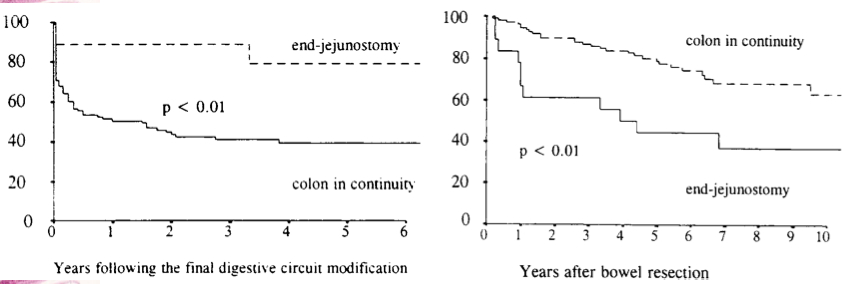 100
80
60
40
20
0
end-jejunostomy
p < 0.01
colon in continuity
0 1 2 3 4 5 6
Years following the final digestive circuit modification
100
80
60
40
20
0
colon in continuity
p < 0.01
end-jejunostomy
0 1 2 3 4 5 6 7 8 9 10
Years after bowel resection